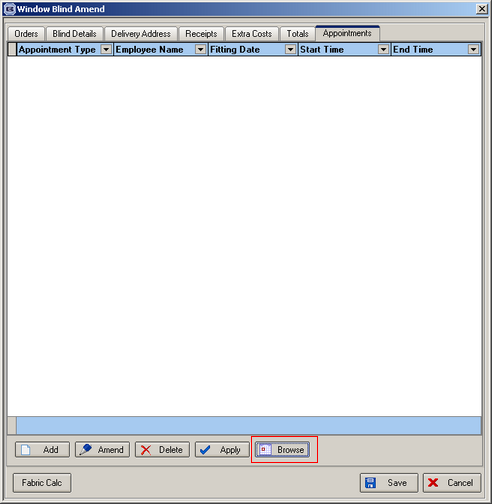 Window Blind Amend
Orders Blind Details Delivery Address Receipts Extra Costs Totals Appointments
Appointment Type Employee Name Fitting Date Start Time End Time
Add Amend Delete Apply Browse
Fabric Calc Save Cancel